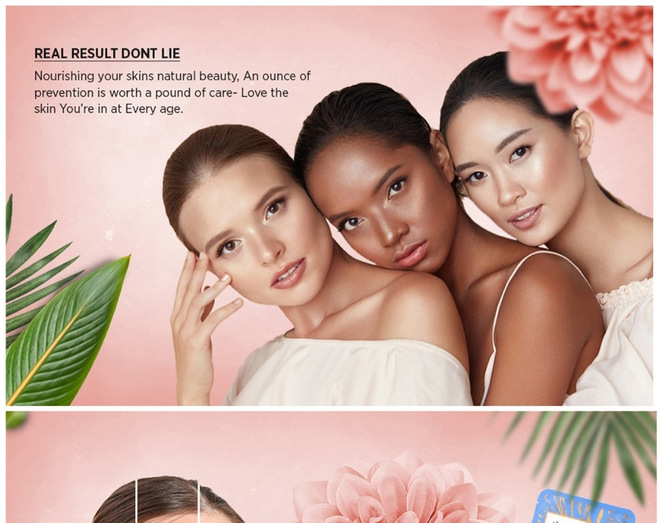 REAL RESULT DONT LIE
Nourishing your skins natural beauty, An ounce of
prevention is worth a pound of care- Love the
skin You're in at Every age.